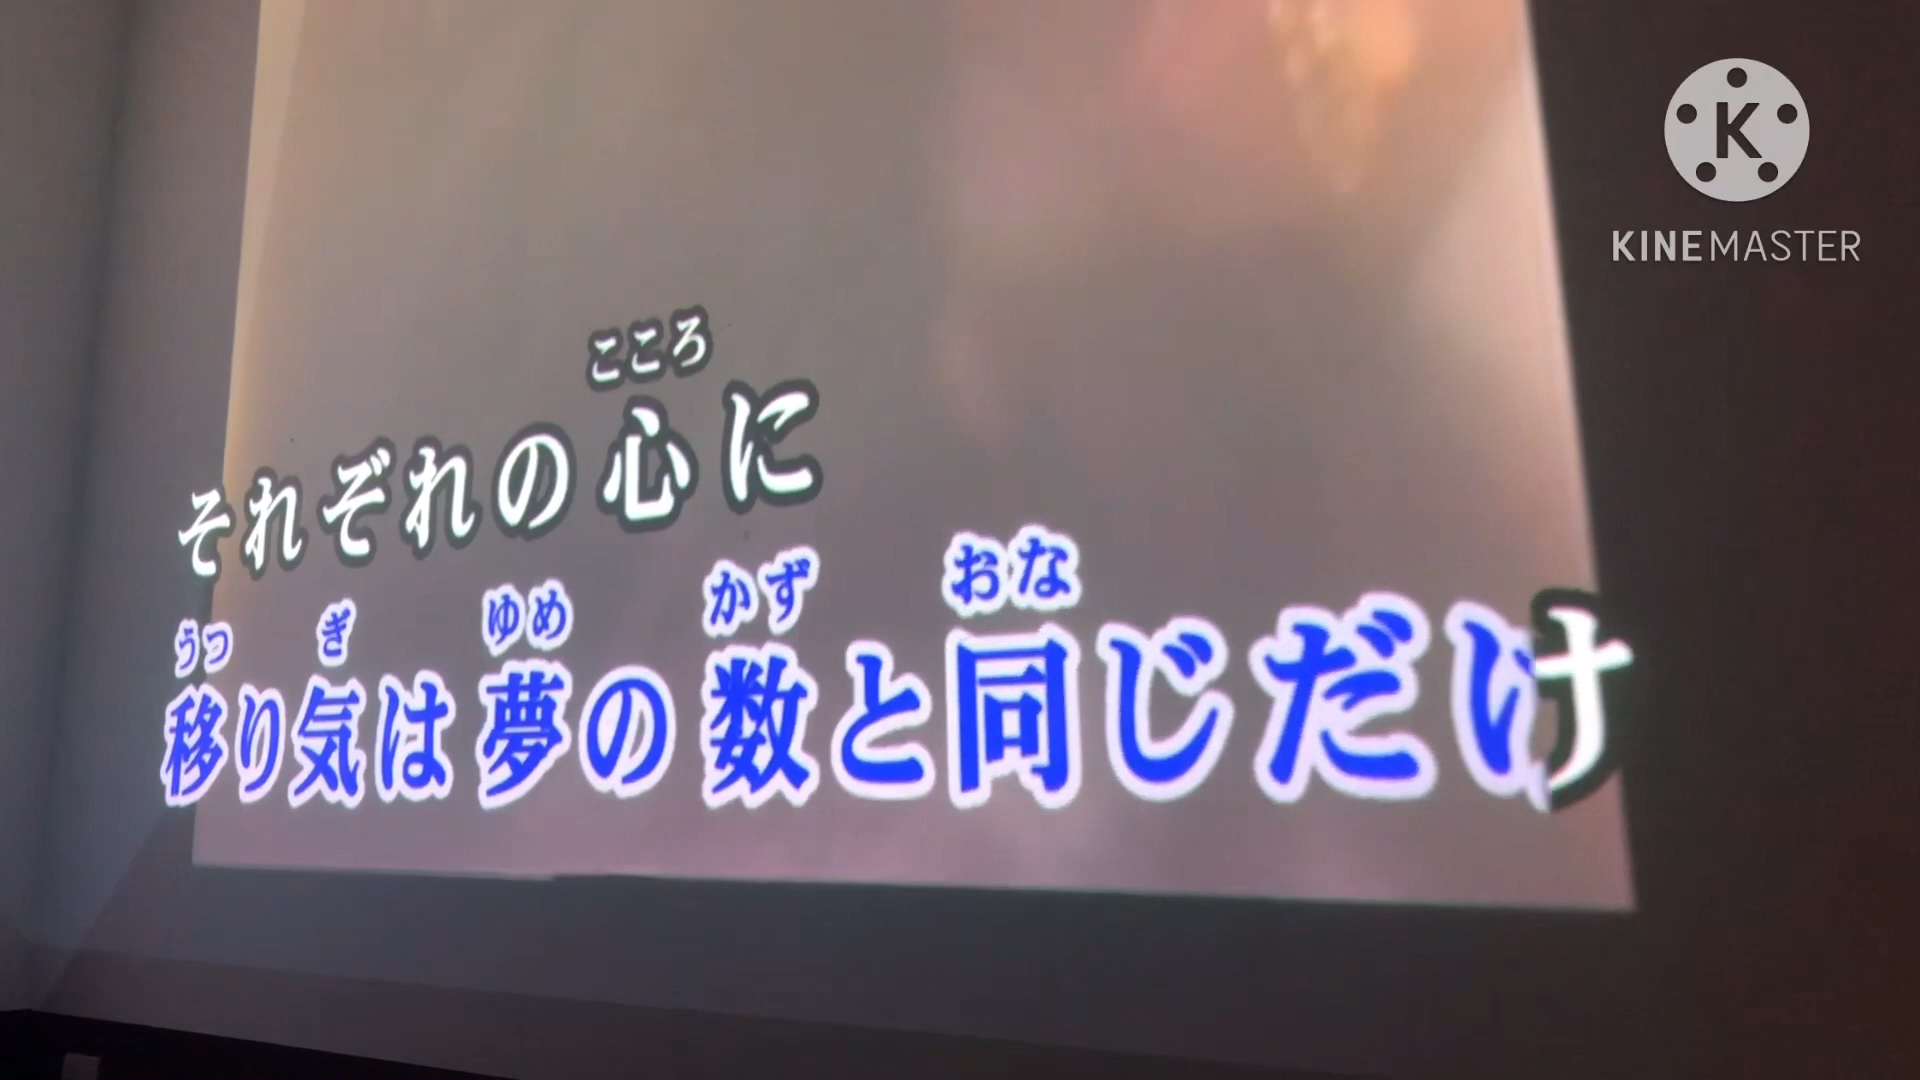 こころ
それぞれの心に
うつ ぎ ゆめ かず おな
移り気は夢の数と同じだけ
K
KINEMASTER